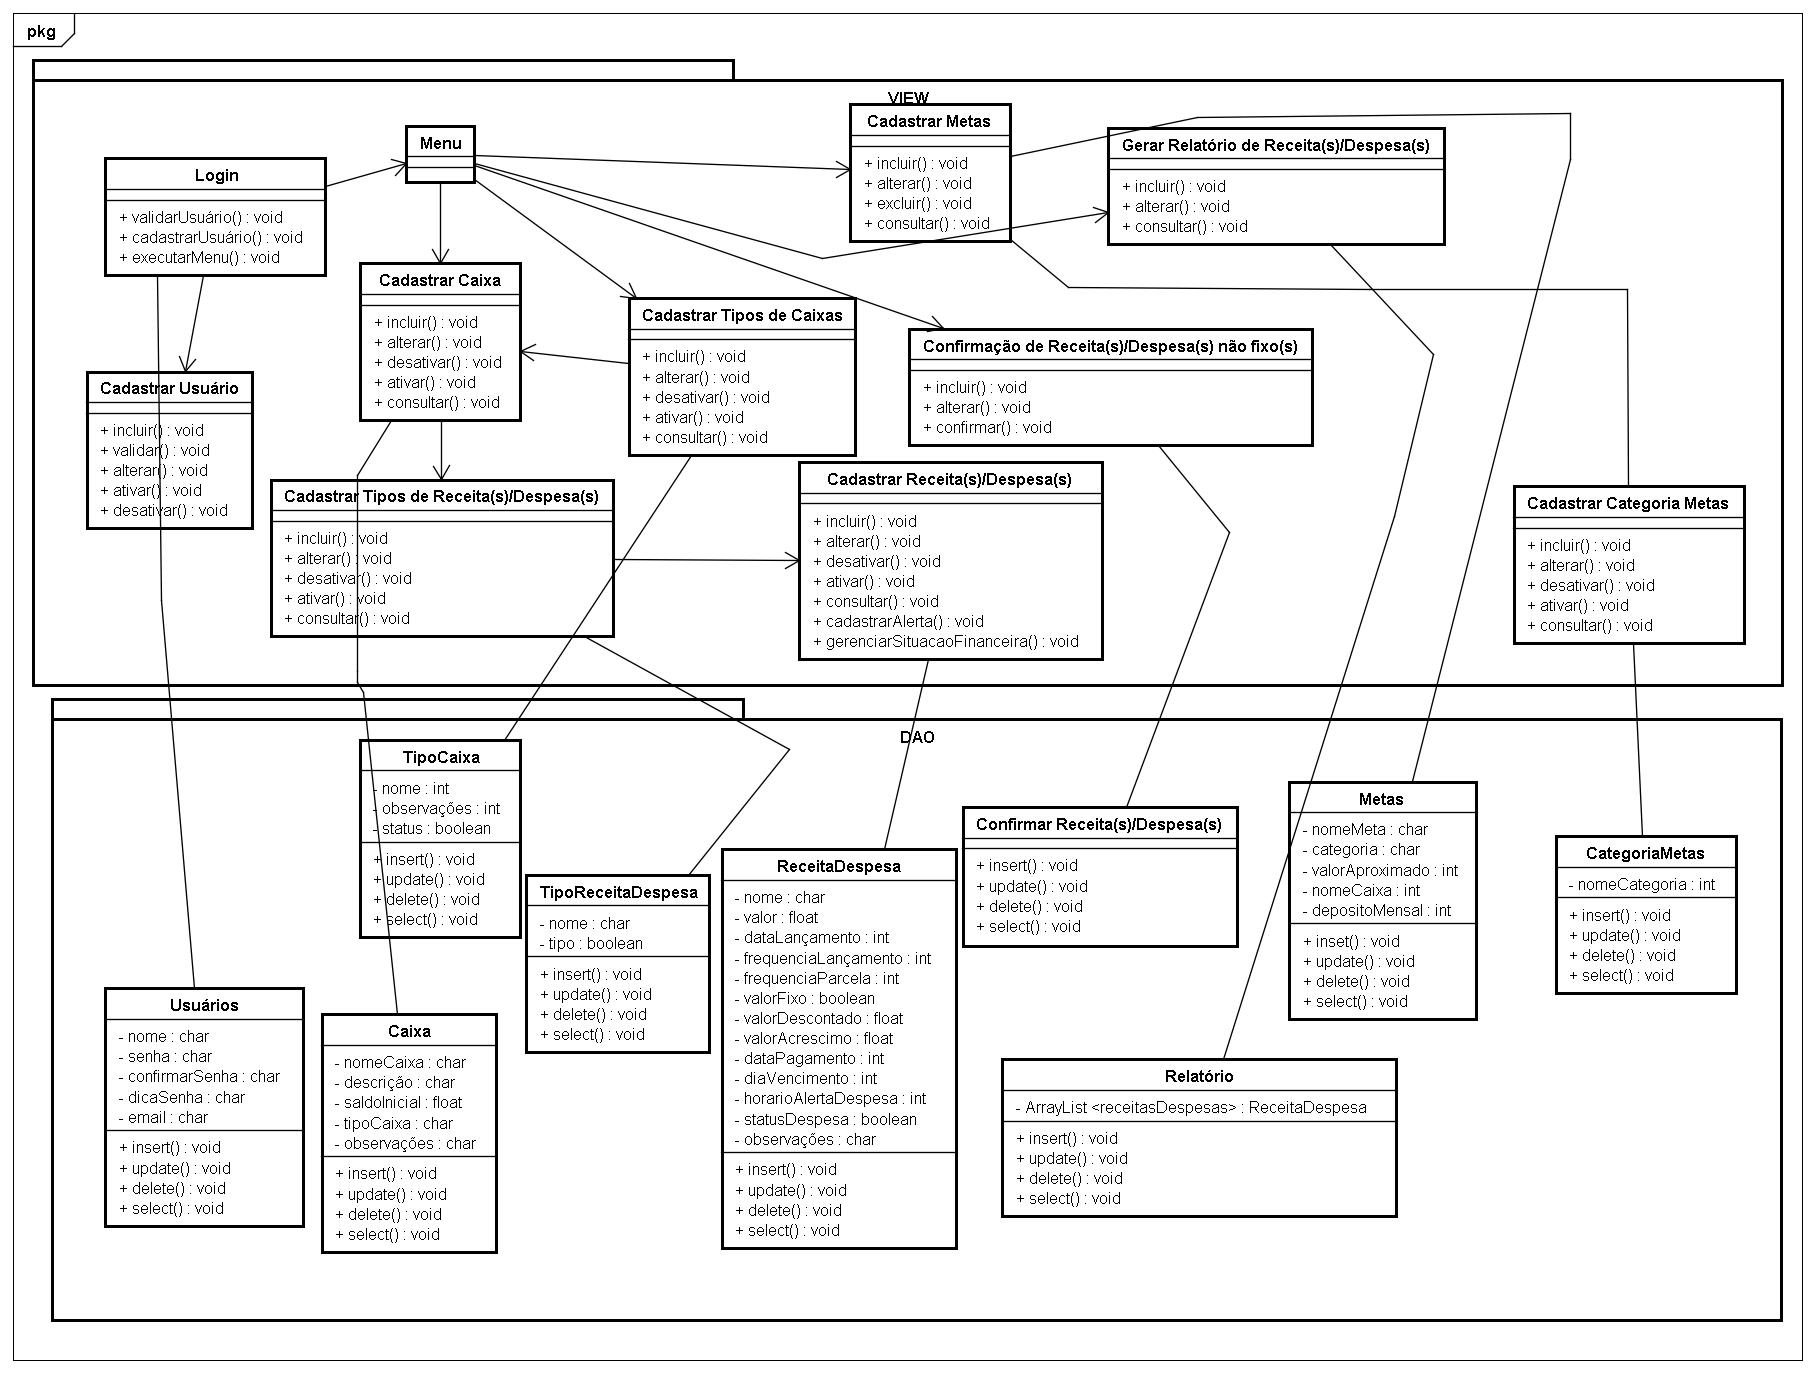 pkg
VIEW
Menu
Login
+ validarUsuário() : void
+ cadastrarUsuário() : void
+ executarMenu() : void
Cadastrar Metas
+ incluir() : void
+ alterar() : void
+ excluir() : void
+ consultar() : void
Gerar Relatório de Receita(s)/Despesa(s)
+ incluir() : void
+ alterar() : void
+ consultar() : void
Cadastrar Caixa
+ incluir() : void
+ alterar() : void
+ desativar() : void
+ ativar() : void
+ consultar() : void
Cadastrar Tipos de Caixas
+ incluir() : void
+ alterar() : void
+ desativar() : void
+ ativar() : void
+ consultar() : void
Confirmação de Receita(s)/Despesa(s) não fixo(s)
+ incluir() : void
+ alterar() : void
+ confirmar() : void
Cadastrar Usuário
+ incluir() : void
+ validar() : void
+ alterar() : void
+ ativar() : void
+ desativar() : void
Cadastrar Tipos de Receita(s)/Despesa(s)
+ incluir() : void
+ alterar() : void
+ desativar() : void
+ ativar() : void
+ consultar() : void
Cadastrar Receita(s)/Despesa(s)
+ incluir() : void
+ alterar() : void
+ desativar() : void
+ ativar() : void
+ consultar() : void
+ cadastrarAlerta() : void
+ gerenciarSituacaoFinanceira() : void
Cadastrar Categoria Metas
+ incluir() : void
+ alterar() : void
+ desativar() : void
+ ativar() : void
+ consultar() : void
DAO
TipoCaixa
- nome : int
- observações : int
- status : boolean
+ insert() : void
+ update() : void
+ delete() : void
+ select() : void
TipoReceitaDespesa
- nome : char
- tipo : boolean
+ insert() : void
+ update() : void
+ delete() : void
+ select() : void
ReceitaDespesa
- nome : char
- valor : float
- dataLançamento : int
- frequenciaLançamento : int
- frequenciaParcela : int
- valorFixo : boolean
- valorDescontado : float
- valorAcrescimo : float
- dataPagamento : int
- diaVencimento : int
- horarioAlertaDespesa : int
- statusDespesa : boolean
- observações : char
+ insert() : void
+ update() : void
+ delete() : void
+ select() : void
Confirmar Receita(s)/Despesa(s)
+ insert() : void
+ update() : void
+ delete() : void
+ select() : void
Metas
- nomeMeta : char
- categoria : char
- valorAproximado : int
- nomeCaixa : int
- depositoMensal : int
+ inset() : void
+ update() : void
+ delete() : void
+ select() : void
CategoriaMetas
- nomeCategoria : int
+ insert() : void
+ update() : void
+ delete() : void
+ select() : void
Usuários
- nome : char
- senha : char
- confirmarSenha : char
- dicaSenha : char
- email : char
+ insert() : void
+ update() : void
+ delete() : void
+ select() : void
Caixa
- nomeCaixa : char
- descrição : char
- saldoInicial : float
- tipoCaixa : char
- observações : char
+ insert() : void
+ update() : void
+ delete() : void
+ select() : void
Relatório
- ArrayList <receitasDespesas> : ReceitaDespesa
+ insert() : void
+ update() : void
+ delete() : void
+ select() : void